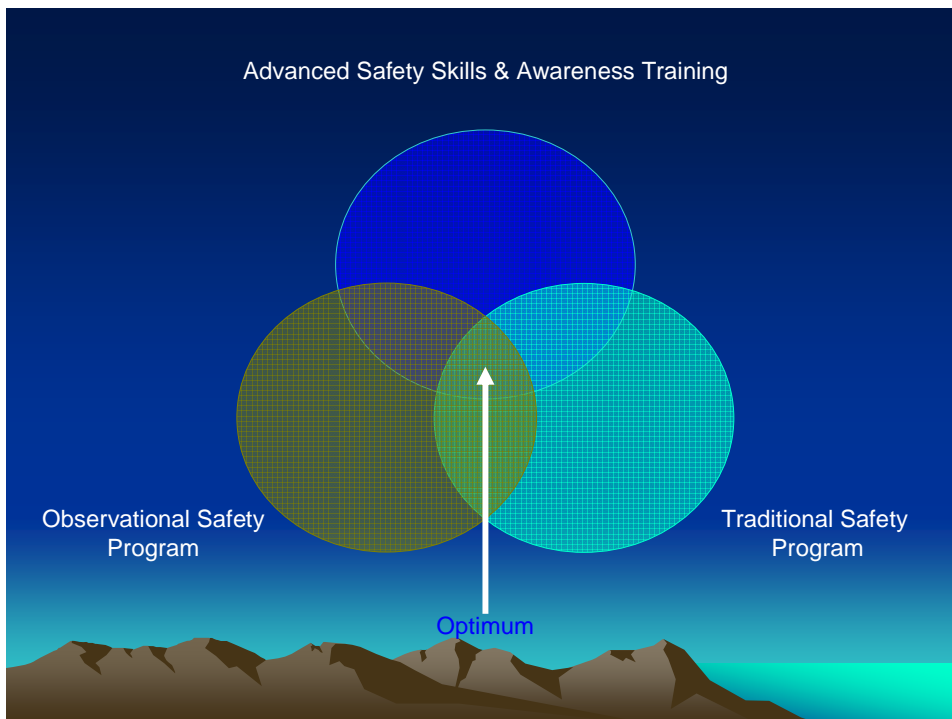 Advanced Safety Skills & Awareness Training
Observational Safety
Program
Traditional Safety
Program
Optimum